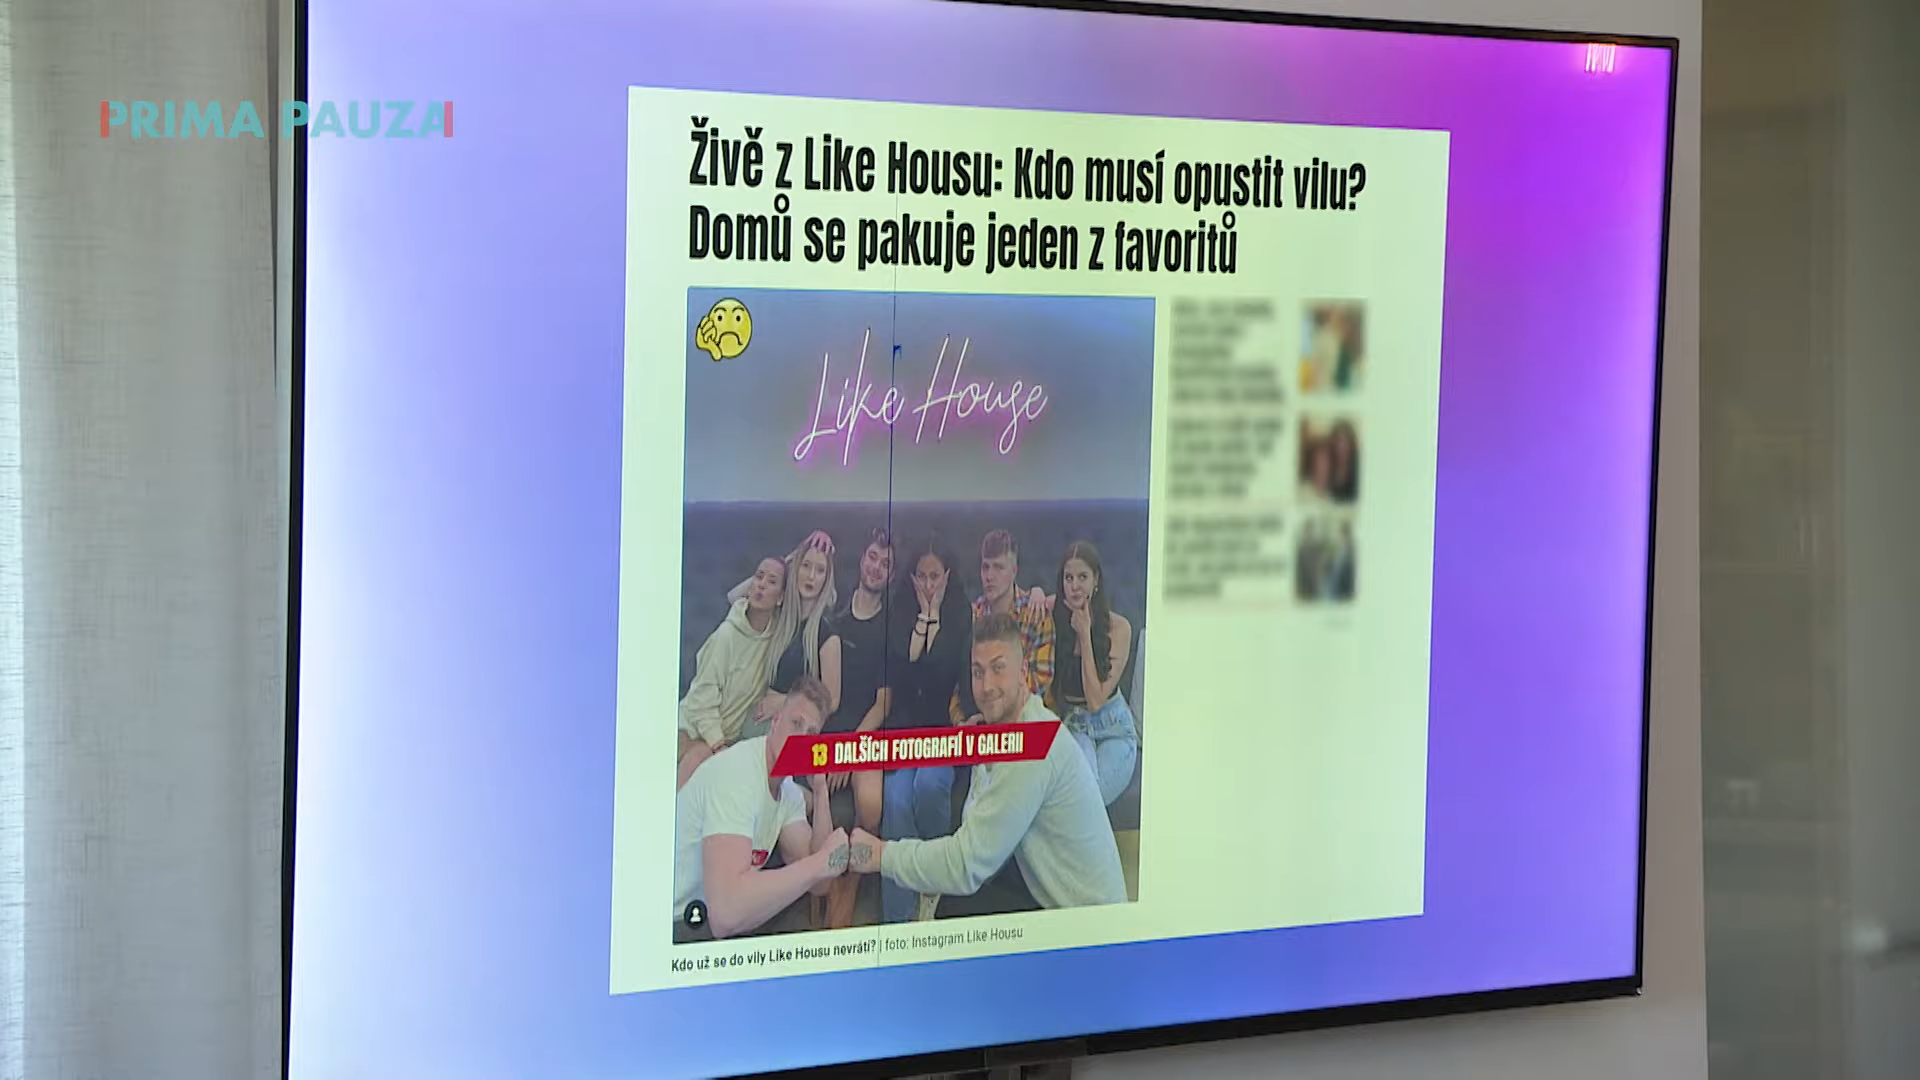 PRIMA PAUZA
Živě z Like Housu: Kdo musí opustit vilu?
Domů se pakuje jeden z favoritů
Like House
13 DALŠÍCH FOTOGRAFIÍ V GALERII
Kdo už se do vily Like Housu nevrátí? | foto: Instagram Like Housu